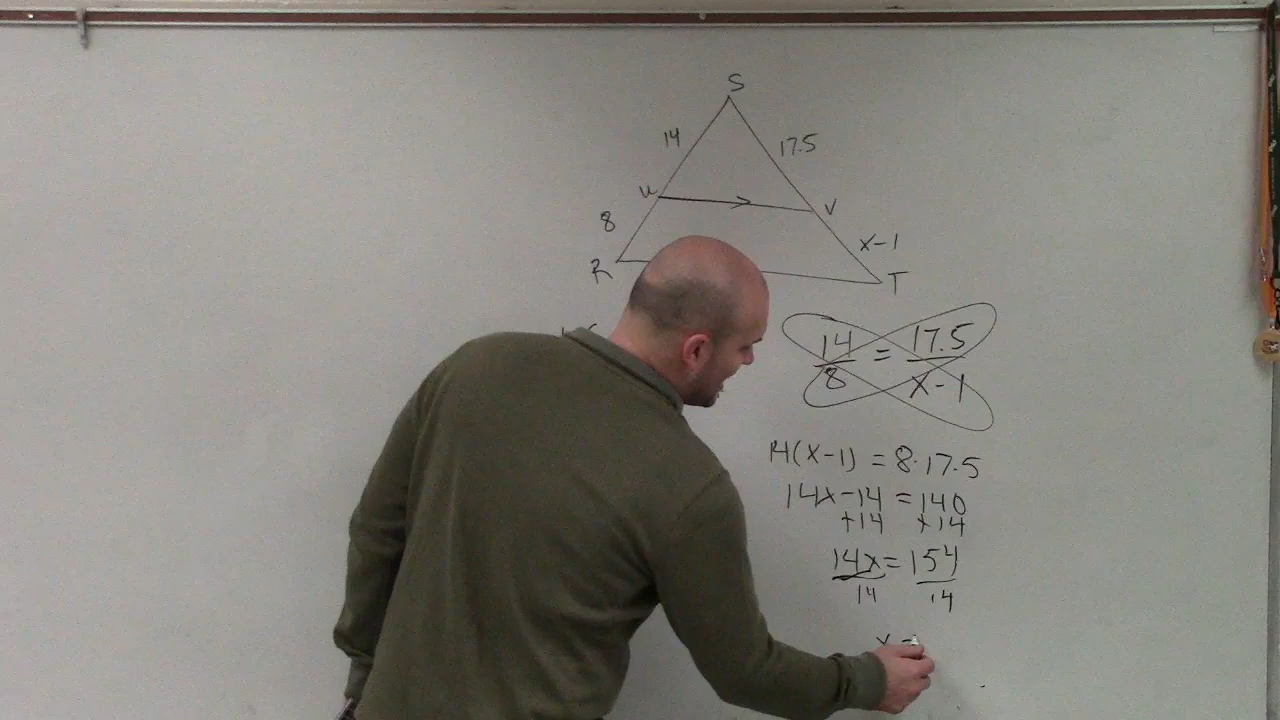 S
14
17.5
U
V
8
x-1
R
T
14/8 = 17.5/x-1
14(x-1) = 8·17.5
14x-14 = 140
+14 +14
14x = 154
14 14
x =